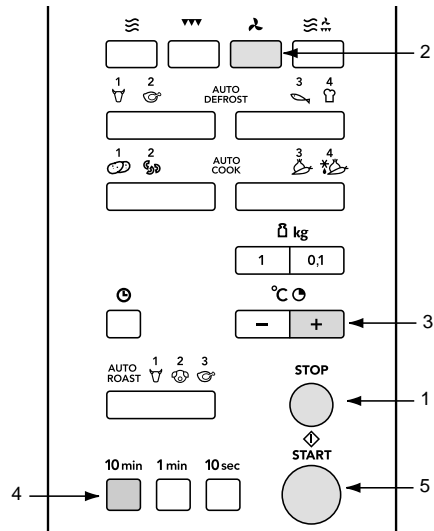 2
1 2 AUTO DEFROST 3 4
1 2 AUTO COOK 3 4
kg
1 0,1
°C
- +
3
AUTO ROAST 1 2 3
STOP
1
START
10 min 1 min 10 sec
4
5